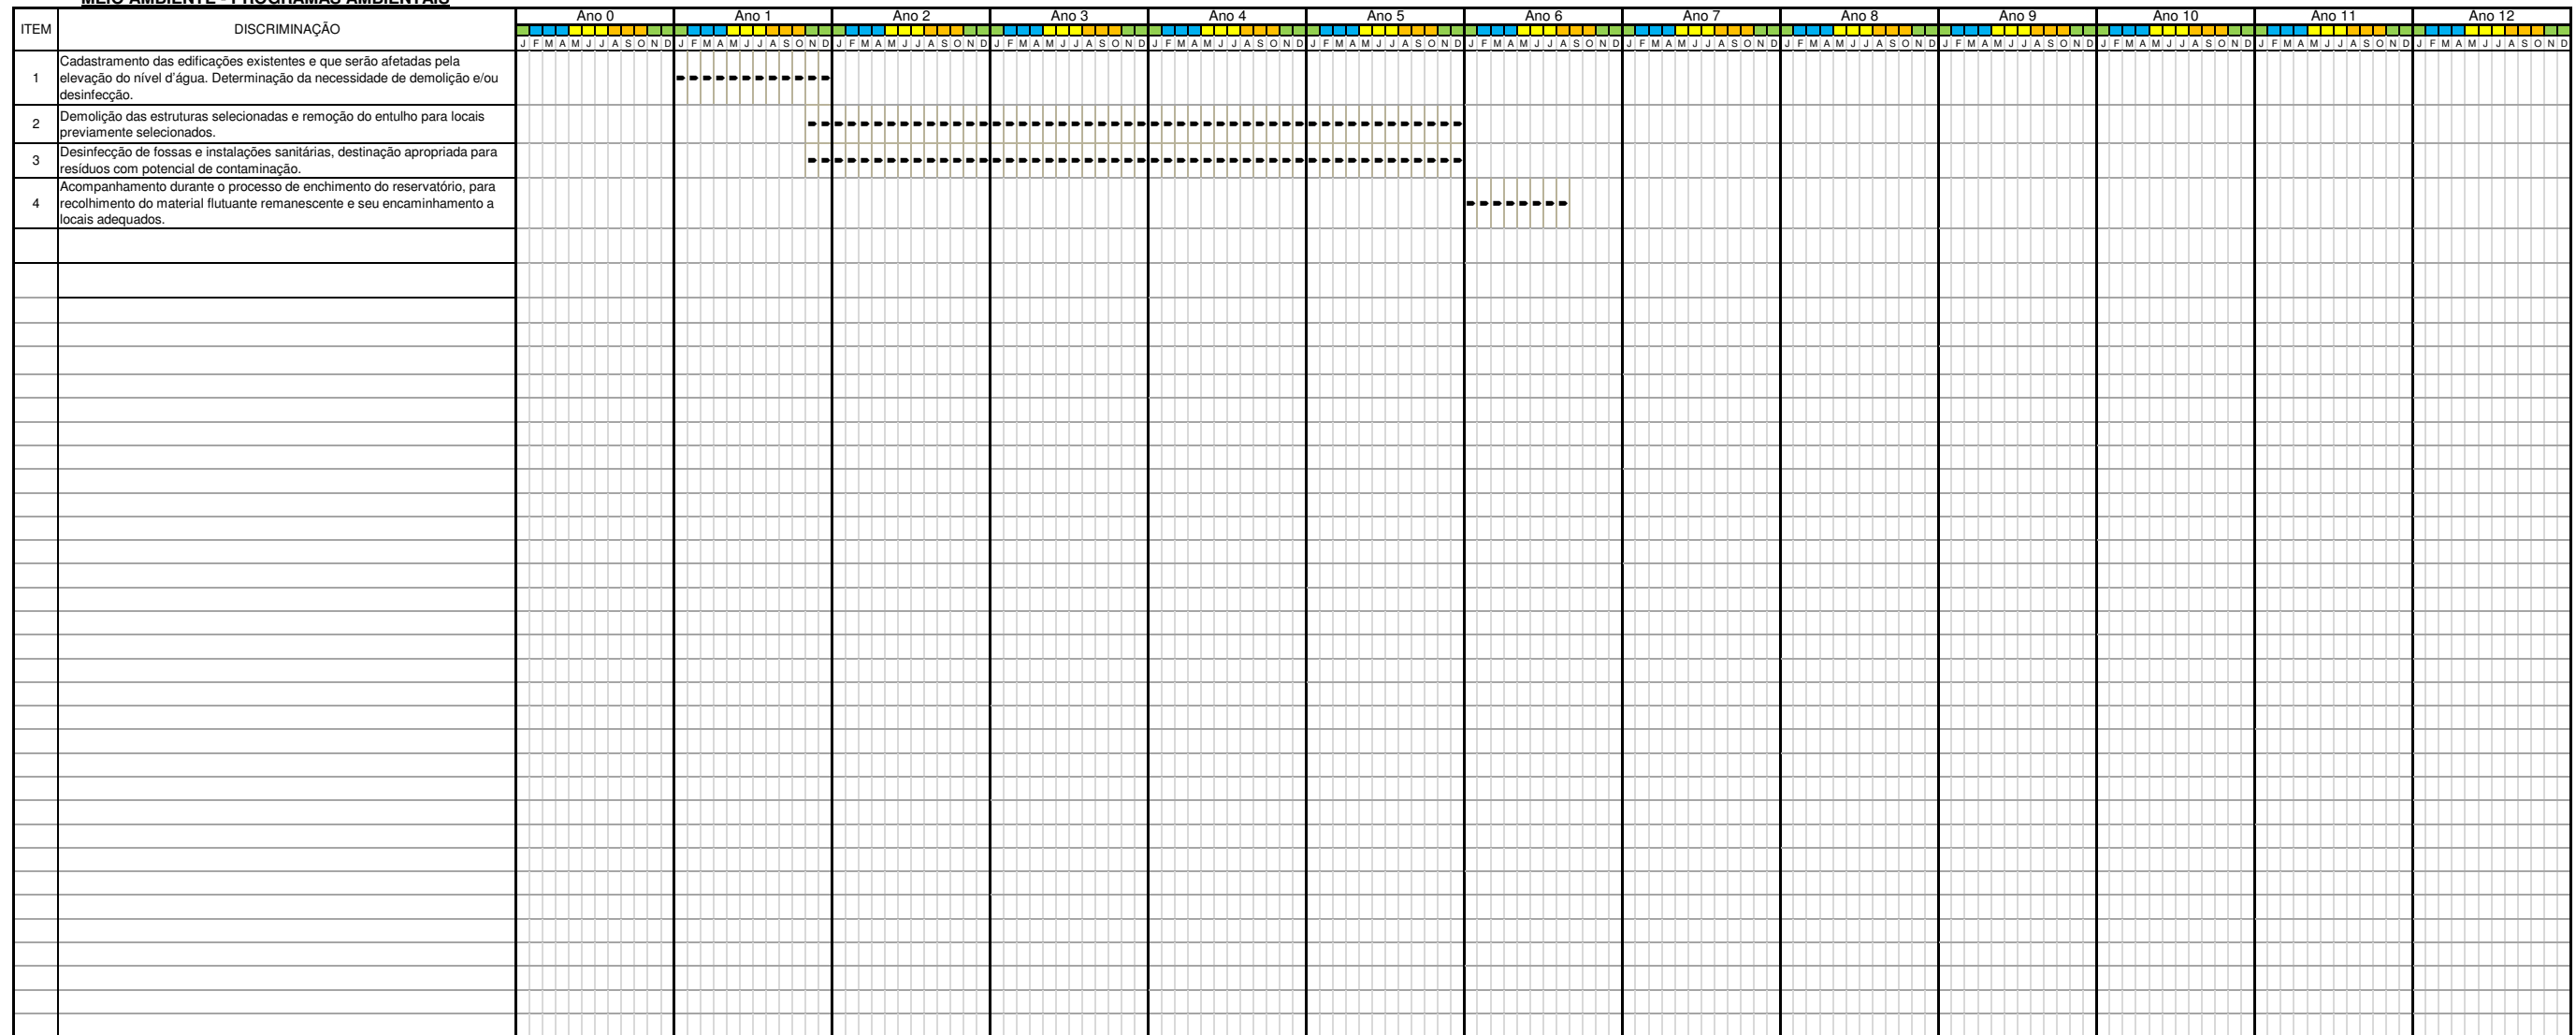 MEIO AMBIENTE - PROGRAMAS AMBIENTAIS
ITEM DISCRIMINAÇÃO Ano 0 Ano 1 Ano 2 Ano 3 Ano 4 Ano 5 Ano 6 Ano 7 Ano 8 Ano 9 Ano 10 Ano 11 Ano 12
J F M A M J J A S O N D J F M A M J J A S O N D J F M A M J J A S O N D J F M A M J J A S O N D J F M A M J J A S O N D J F M A M J J A S O N D J F M A M J J A S O N D J F M A M J J A S O N D J F M A M J J A S O N D J F M A M J J A S O N D J F M A M J J A S O N D J F M A M J J A S O N D J F M A M J J A S O N D
1 Cadastramento das edificações existentes e que serão afetadas pela
elevação do nível d'água. Determinação da necessidade de demolição e/ou
desinfecção.
2 Demolição das estruturas selecionadas e remoção do entulho para locais
previamente selecionados.
3 Desinfecção de fossas e instalações sanitárias, destinação apropriada para
resíduos com potencial de contaminação.
4 Acompanhamento durante o processo de enchimento do reservatório, para
recolhimento do material flutuante remanescente e seu encaminhamento a
locais adequados.